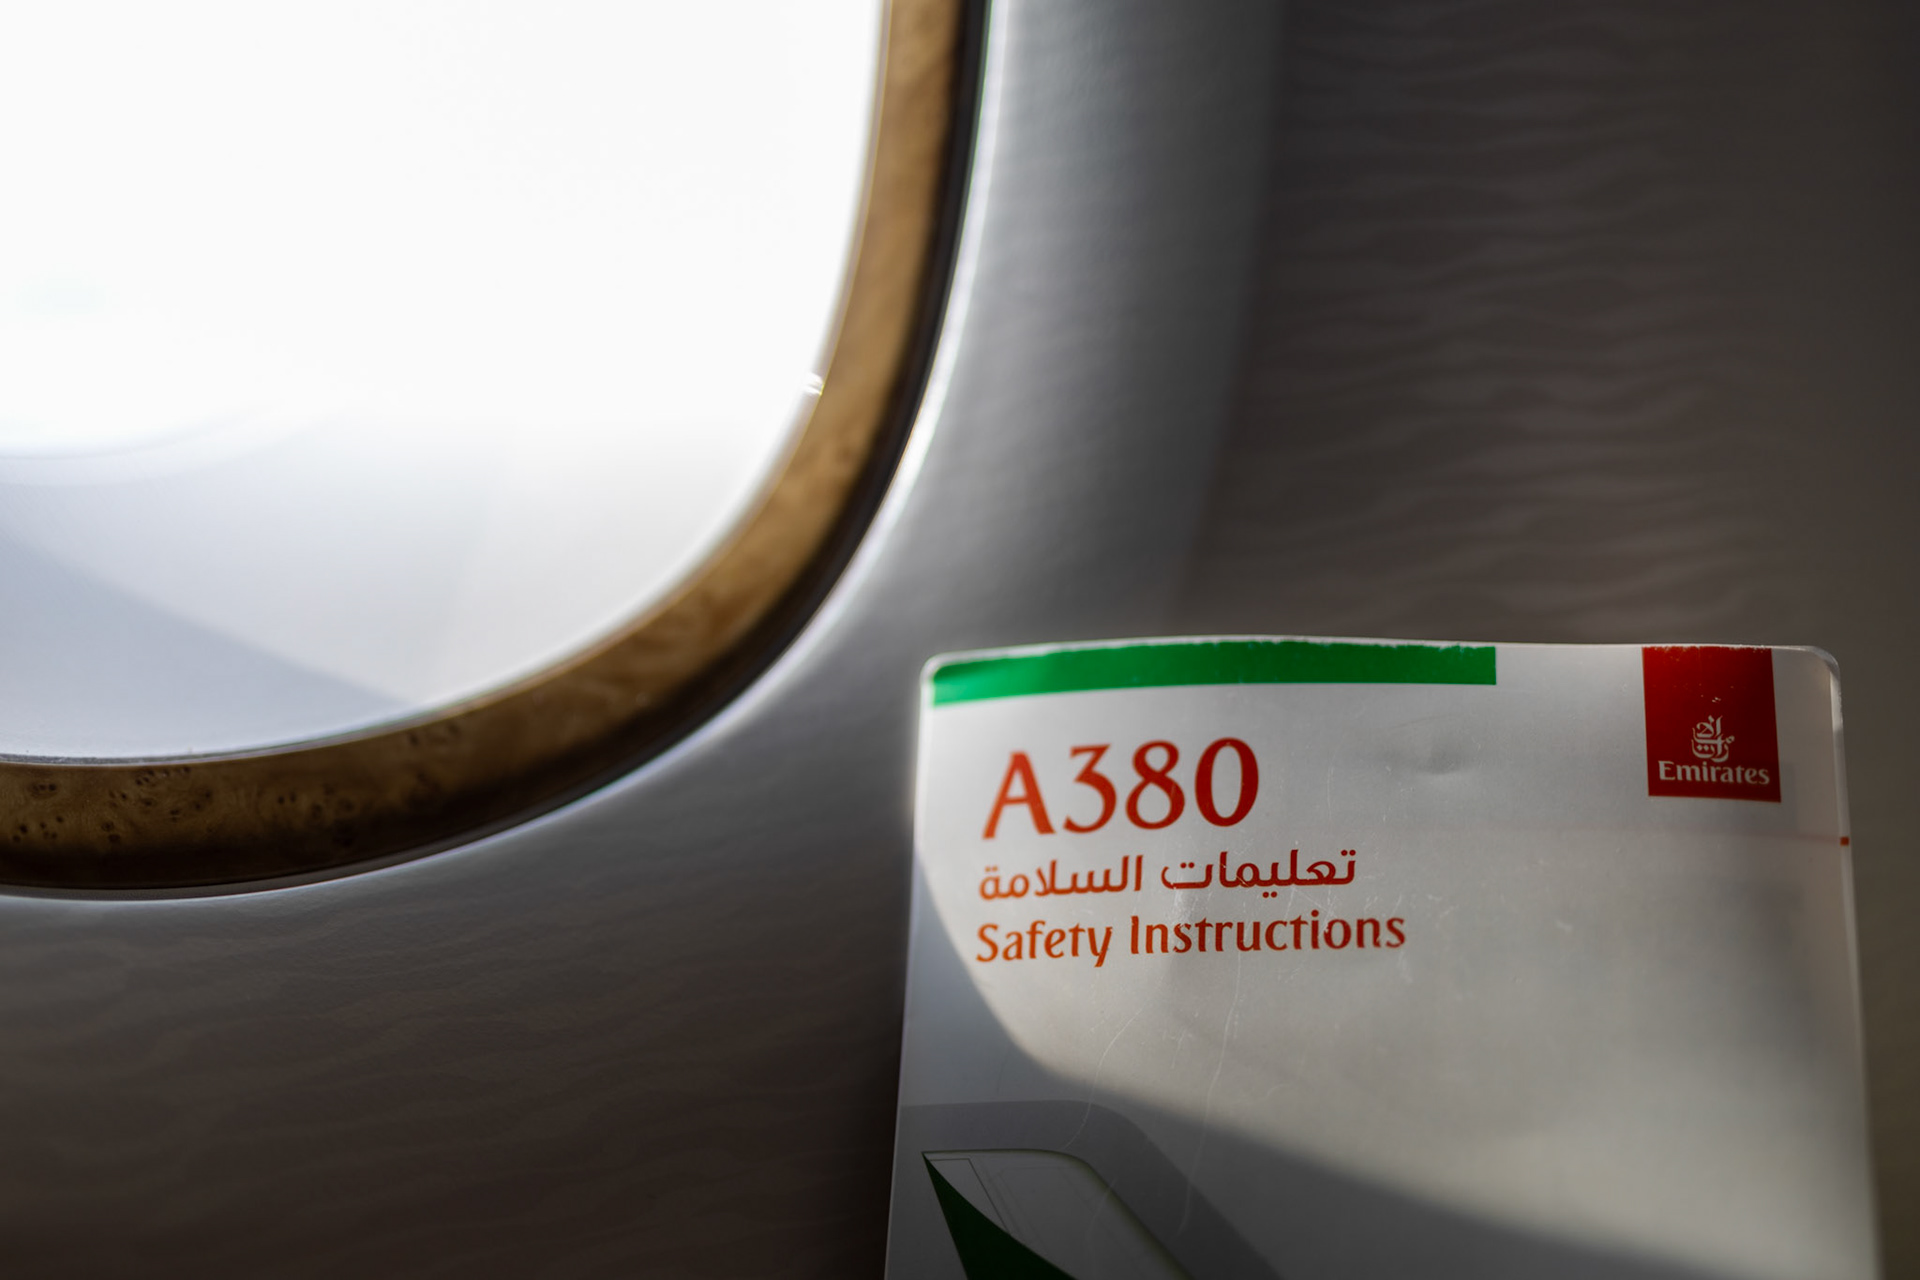 A380
تعليمات السلامة
Safety Instructions
Emirates